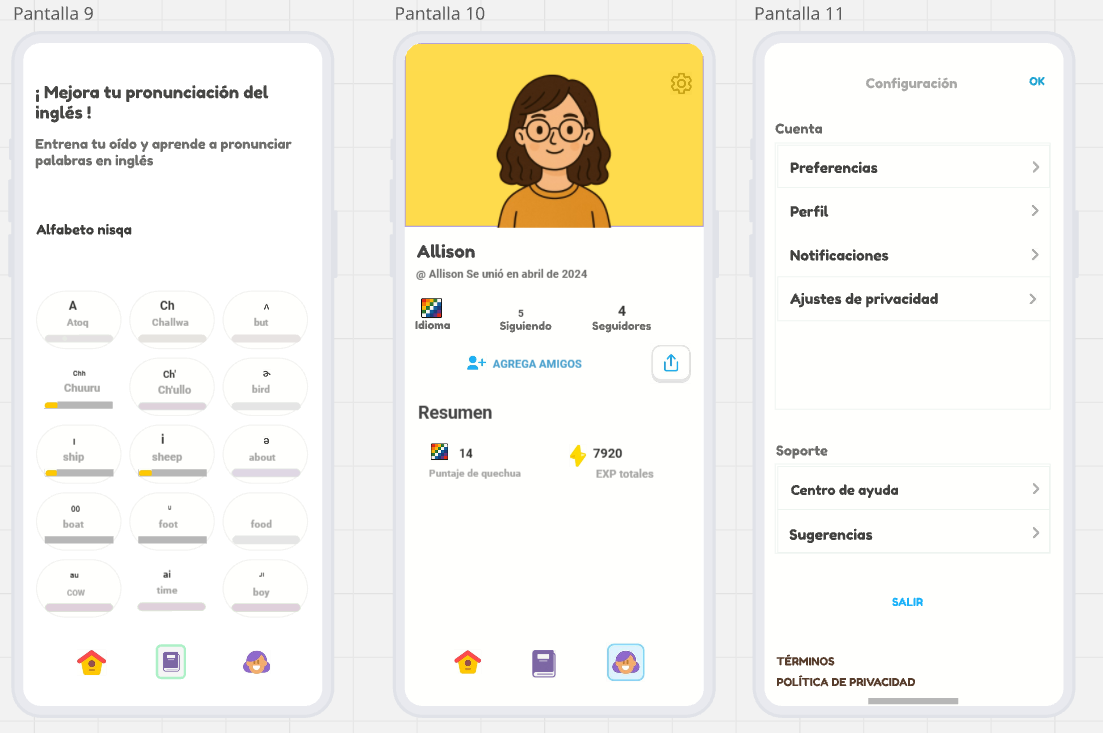 Pantalla 9
¡ Mejora tu pronunciación del
inglés !
Entrena tu oído y aprende a pronunciar
palabras en inglés
Alfabeto nisqa
A
Atoq
Ch
Challwa
ʌ
but
Chh
Chuuru
Ch'
Ch'ullo
ɚ
bird
ɪ
ship
i
sheep
ə
about
oʊ
boat
ʊ
foot
food
aʊ
cow
ai
time
boy
Pantalla 10
Allison
@ Allison Se unió en abril de 2024
Idioma
5
Siguiendo
4
Seguidores
AGREGA AMIGOS
Resumen
14
Puntaje de quechua
7920
EXP totales
Pantalla 11
Configuración
OK
Cuenta
Preferencias
Perfil
Notificaciones
Ajustes de privacidad
Soporte
Centro de ayuda
Sugerencias
SALIR
TÉRMINOS
POLÍTICA DE PRIVACIDAD